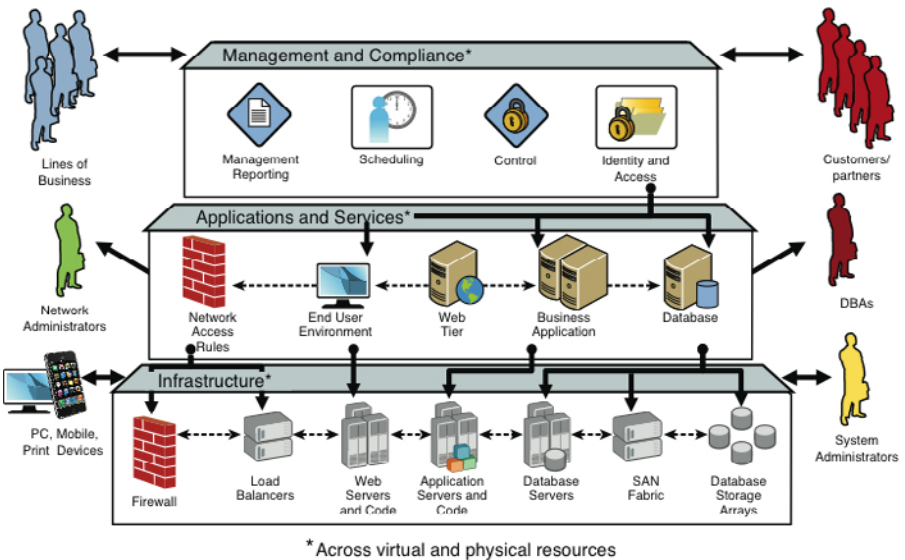 Management and Compliance*
Management
Reporting
Scheduling
Control
Identity and
Access
Lines of
Business
Customers/
partners
Applications and Services*
Network
Access
Rules
End User
Environment
Web
Tier
Business
Application
Database
Network
Administrators
DBAs
Infrastructure*
PC, Mobile,
Print Devices
Firewall
Load
Balancers
Web
Servers
and Code
Application
Servers and
Code
Database
Servers
SAN
Fabric
Database
Storage
Arrays
System
Administrators
*Across virtual and physical resources